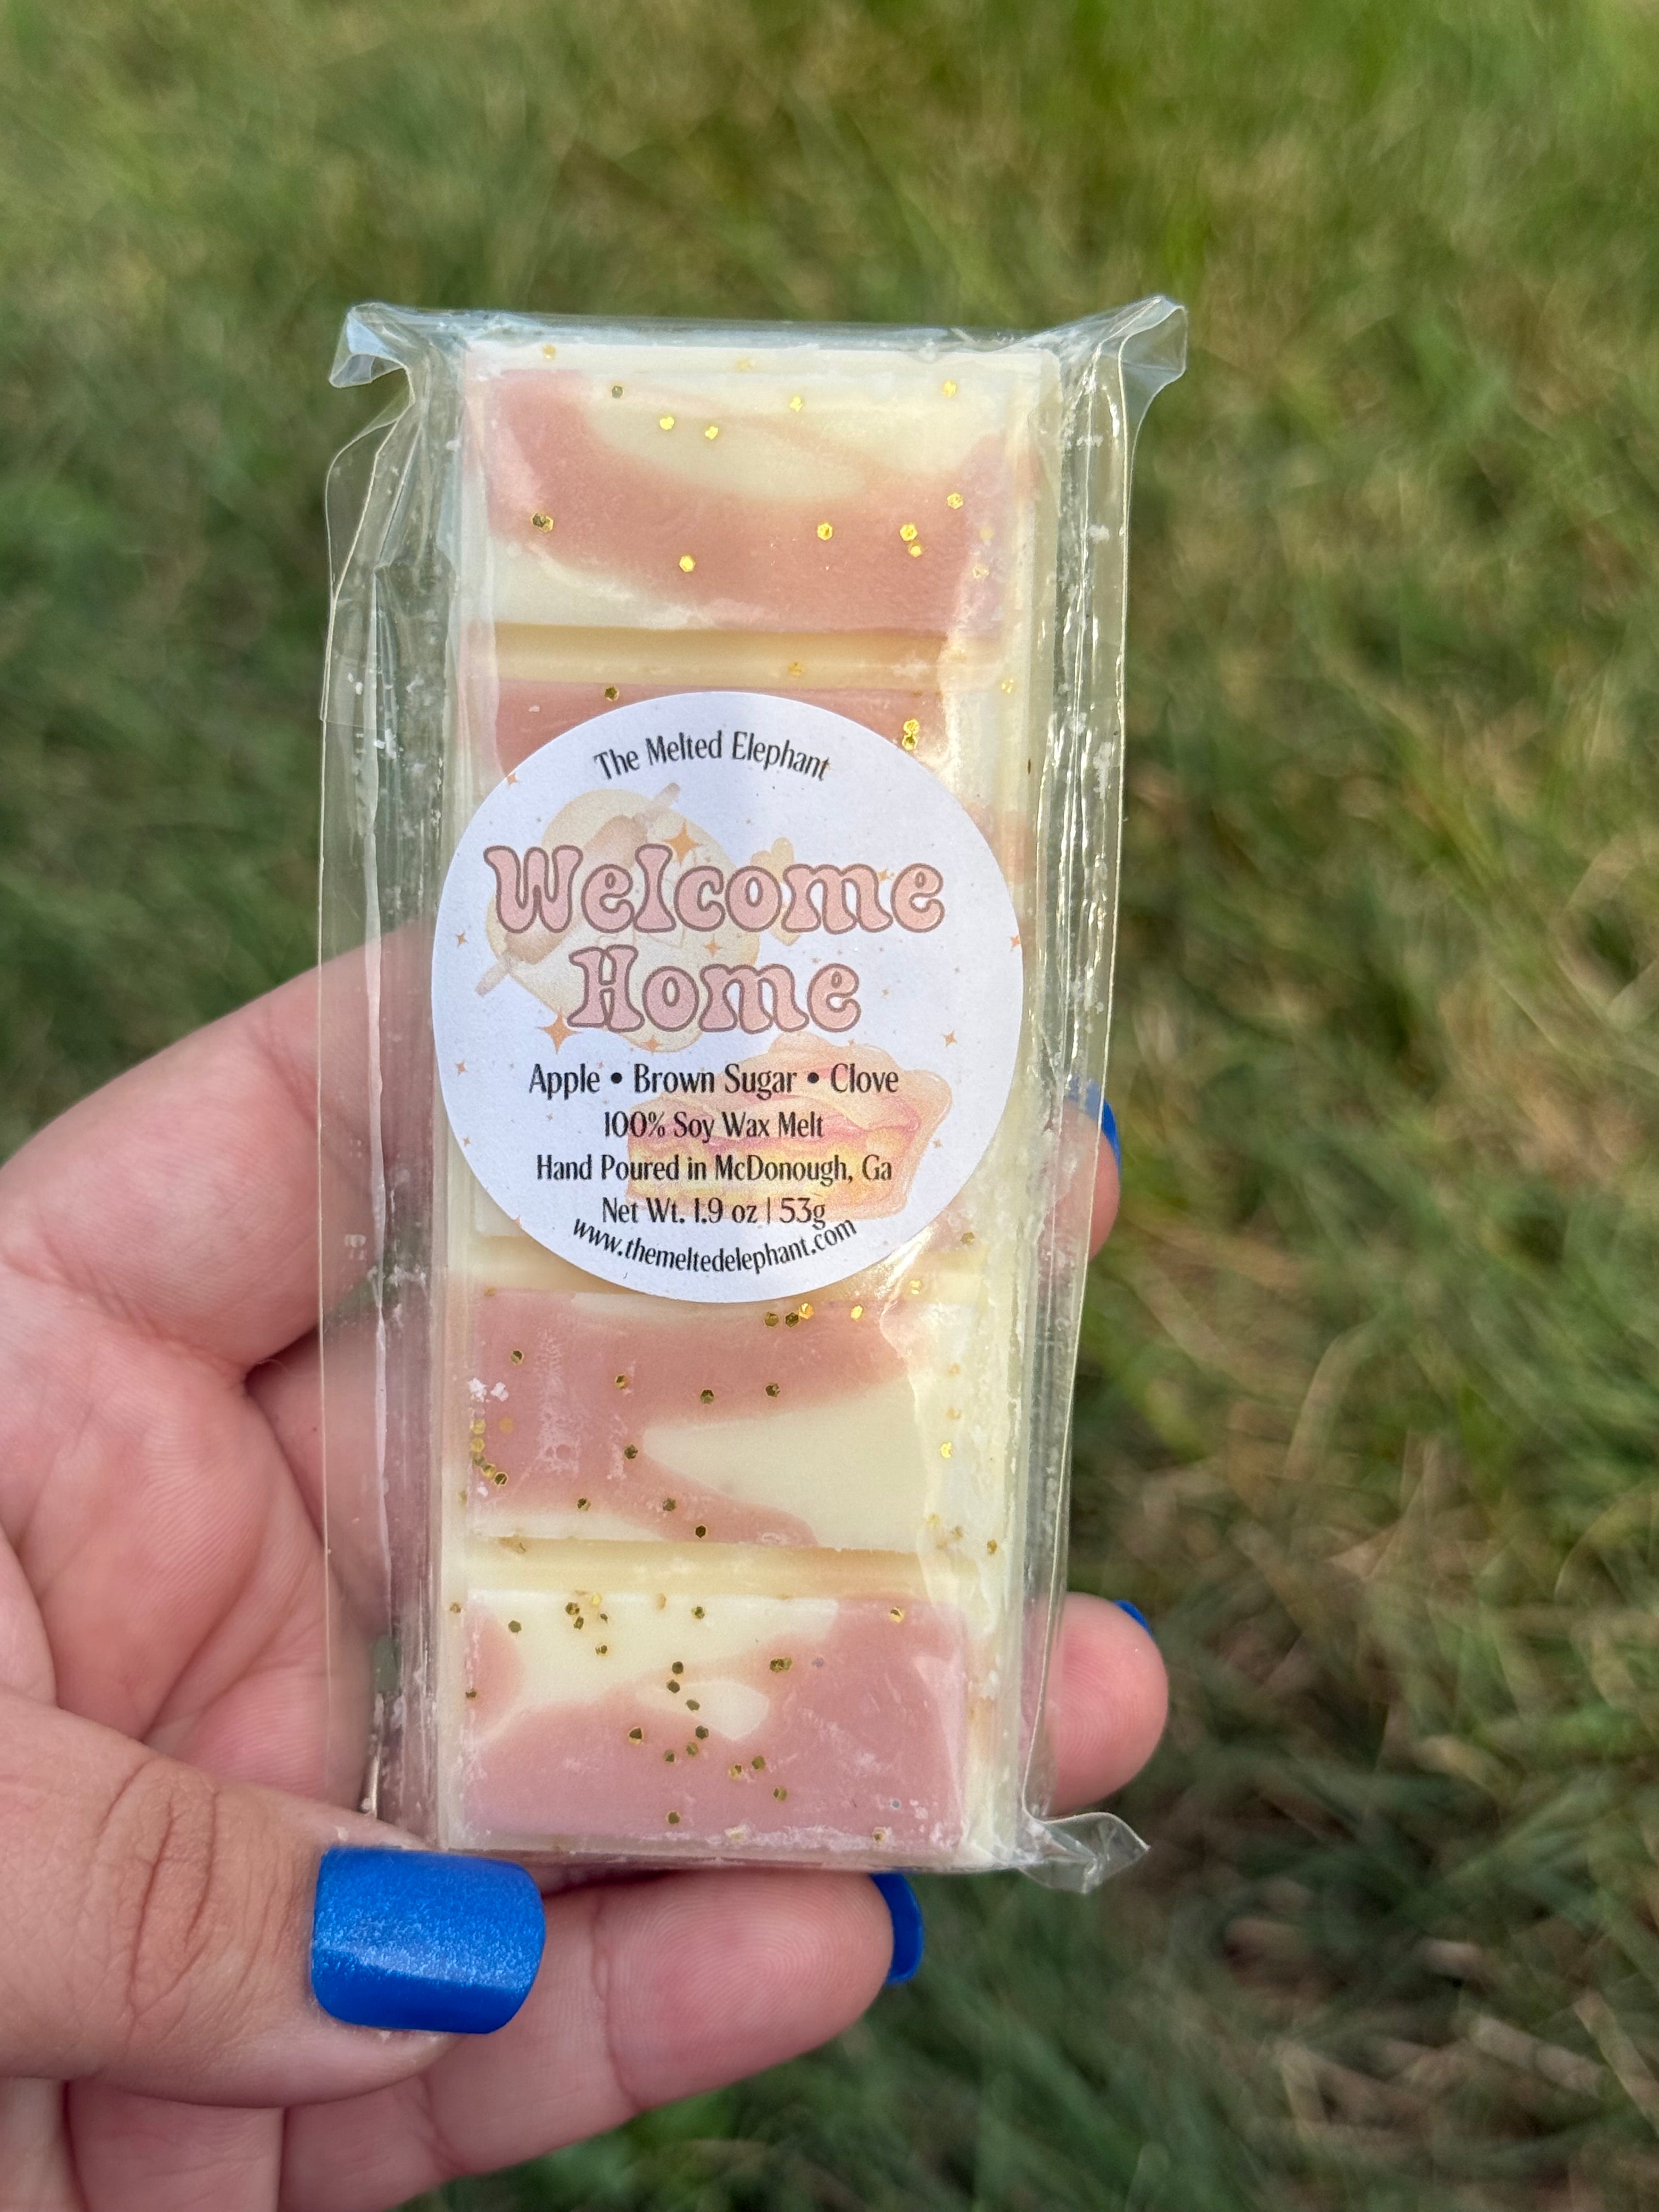 The Melted Elephant
Welcome
Home
Apple • Brown Sugar • Clove
100% Soy Wax Melt
Hand Poured in McDonough, Ga
Net Wt. 1.9 oz | 53g
www.themeltedelephant.com